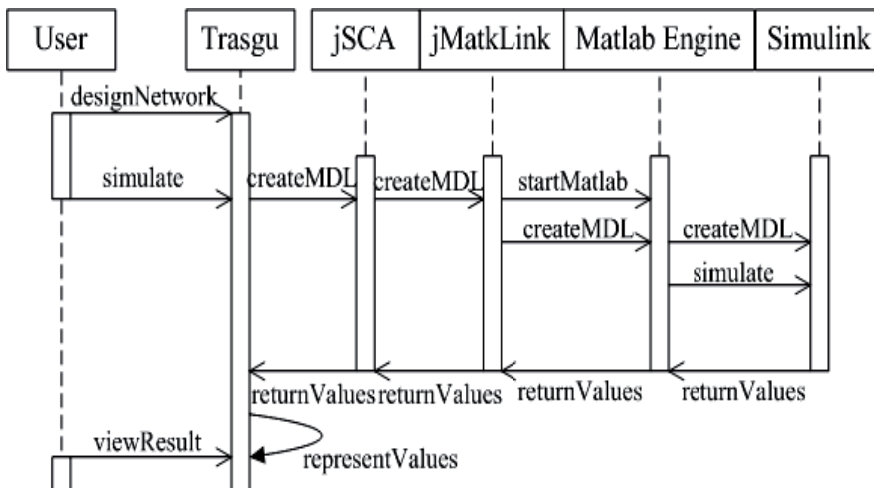 User Trasgu jSCA jMatkLink Matlab Engine Simulink
designNetwork
simulate createMDL createMDL startMatlab
createMDL createMDL
simulate
returnValues returnValues returnValues returnValues
viewResult representValues